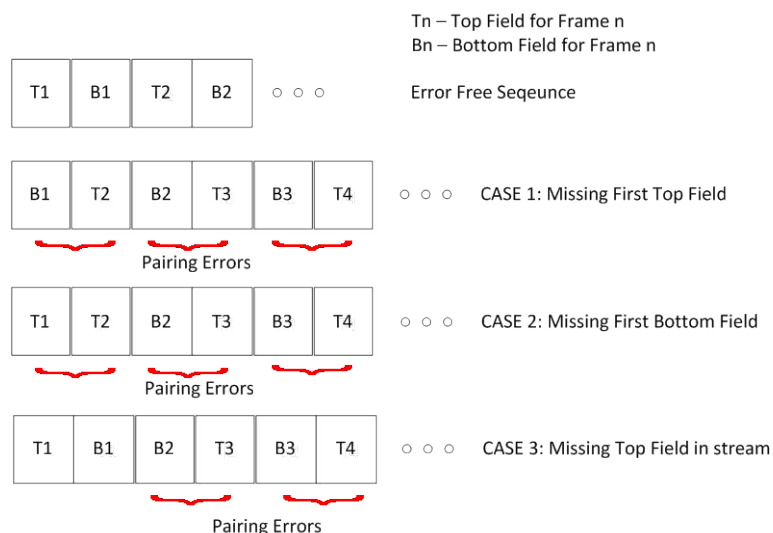 Tn – Top Field for Frame n
Bn – Bottom Field for Frame n
T1 B1 T2 B2 ○ ○ ○ Error Free Seqeunce
B1 T2 B2 T3 B3 T4 ○ ○ ○ CASE 1: Missing First Top Field
Pairing Errors
T1 T2 B2 T3 B3 T4 ○ ○ ○ CASE 2: Missing First Bottom Field
Pairing Errors
T1 B1 B2 T3 B3 T4 ○ ○ ○ CASE 3: Missing Top Field in stream
Pairing Errors